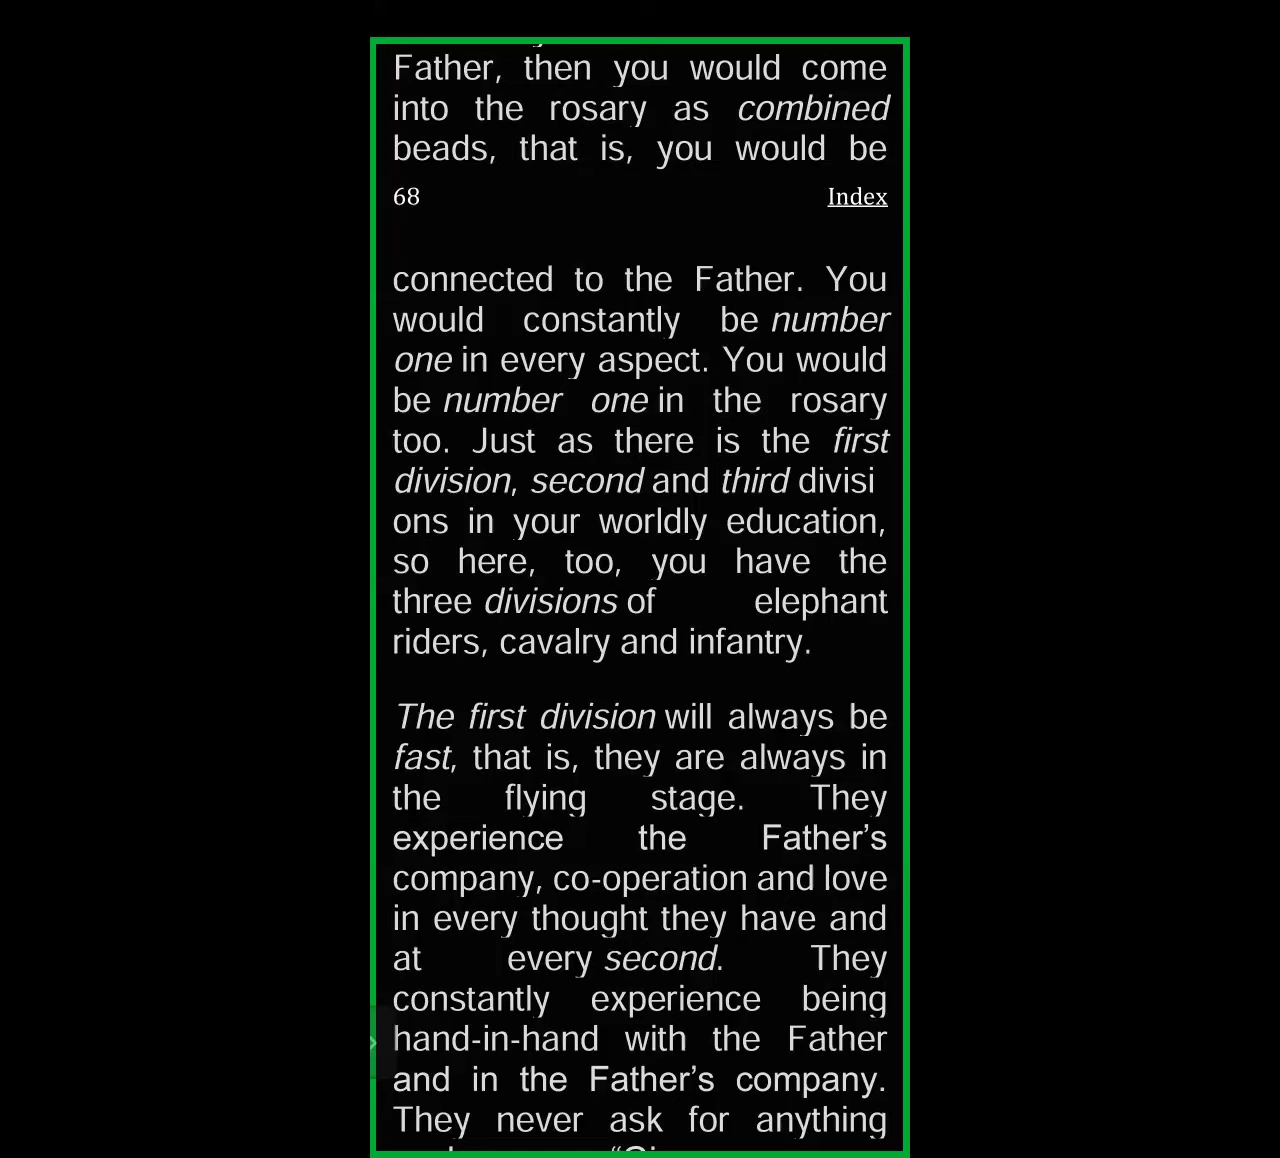 Father, then you would come
into the rosary as combined
beads, that is, you would be
68 Index
connected to the Father. You
would constantly be number
one in every aspect. You would
be number one in the rosary
too. Just as there is the first
division, second and third divisi
ons in your worldly education,
so here, too, you have the
three divisions of elephant
riders, cavalry and infantry.
The first division will always be
fast, that is, they are always in
the flying stage. They
experience the Father’s
company, co-operation and love
in every thought they have and
at every second. They
constantly experience being
hand-in-hand with the Father
and in the Father’s company.
They never ask for anything